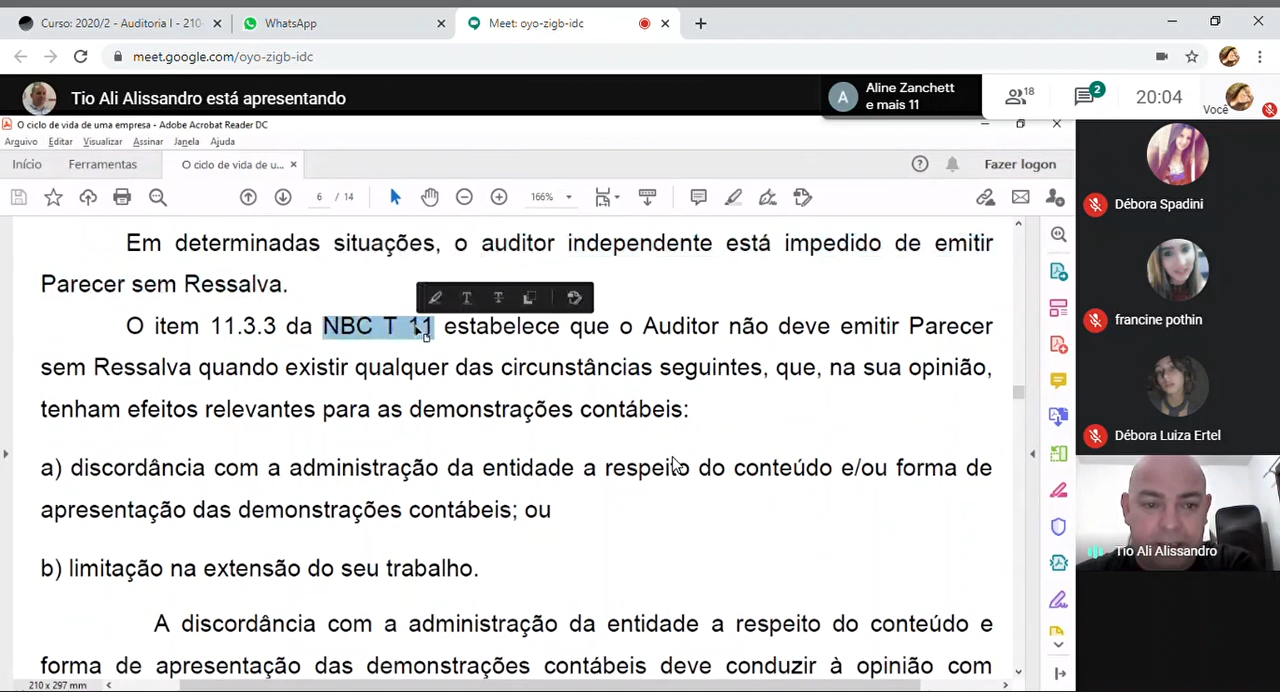 Curso: 2020/2 - Auditoria I - 210
WhatsApp
Meet: oyo-zigb-idc
meet.google.com/oyo-zigb-idc
Tio Ali Alissandro está apresentando
A
Aline Zanchett
e mais 11
18
2
20:04
Você
O ciclo de vida de uma empresa - Adobe Acrobat Reader DC
Arquivo Editar Visualizar Assinar Janela Ajuda
Início
Ferramentas
O ciclo de vida de u...
Fazer logon
6 / 14
166%
Em determinadas situações, o auditor independente está impedido de emitir
Parecer sem Ressalva.
O item 11.3.3 da NBC T 11 estabelece que o Auditor não deve emitir Parecer
sem Ressalva quando existir qualquer das circunstâncias seguintes, que, na sua opinião,
tenham efeitos relevantes para as demonstrações contábeis:
a) discordância com a administração da entidade a respeito do conteúdo e/ou forma de
apresentação das demonstrações contábeis; ou
b) limitação na extensão do seu trabalho.
A discordância com a administração da entidade a respeito do conteúdo e
forma de apresentação das demonstrações contábeis deve conduzir à opinião com
210 x 297 mm
Débora Spadini
francine pothin
Débora Luiza Ertel
Tio Ali Alissandro